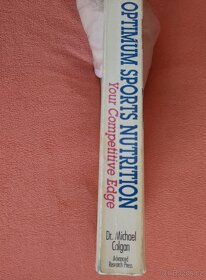 OPTIMUM SPORTS NUTRITION
Your Competitive Edge
Dr. Michael
Colgan
Advanced
Research Press